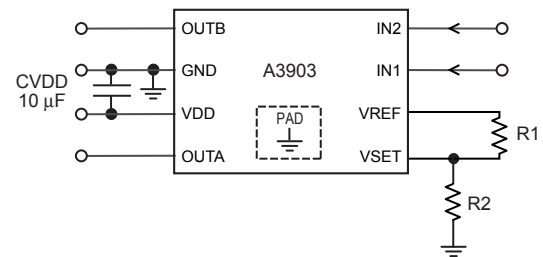 OUTB
IN2
GND
A3903
IN1
CVDD
10 µF
VDD
PAD
VREF
R1
OUTA
VSET
R2